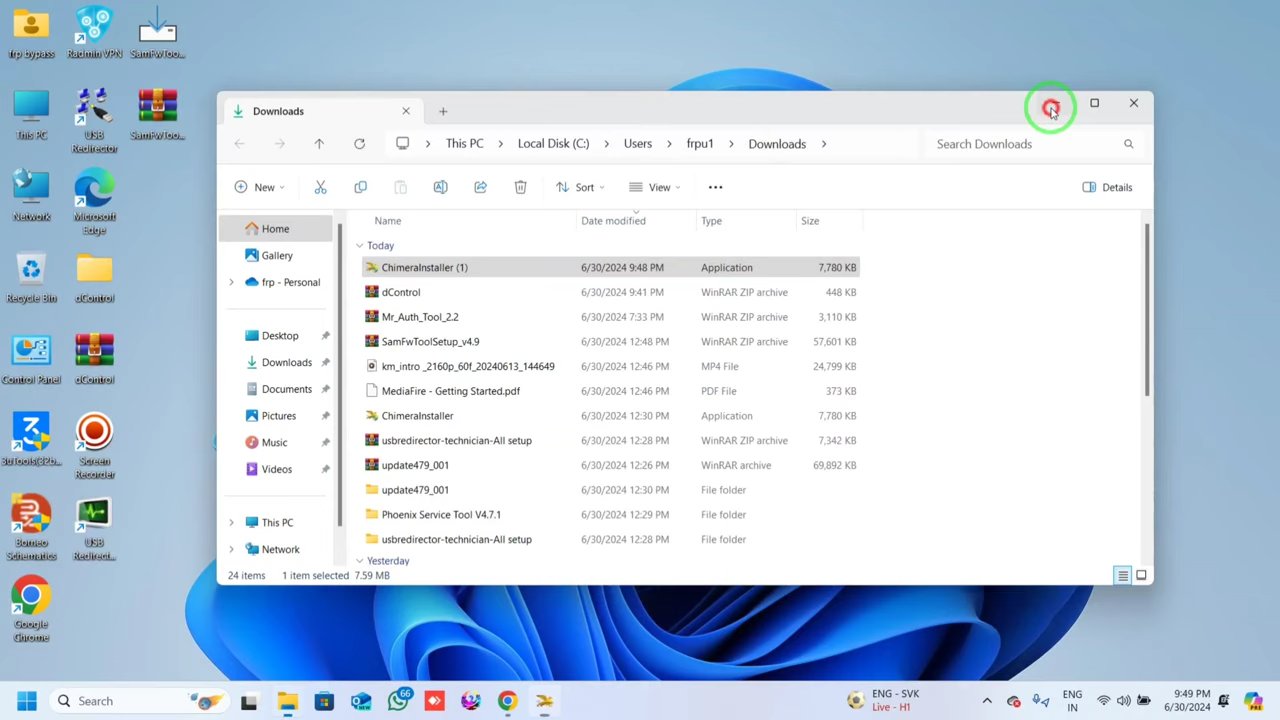 frp bypass
Radmin VPN
SamFwToo...
This PC
USB Redirector
SamFwToo...
Network
Microsoft Edge
Recycle Bin
dControl
Control Panel
dControl
3uTools(32b...
Screen Recorder
Borneo Schematics
USB Redirect...
Google Chrome
Downloads
This PC > Local Disk (C:) > Users > frpu1 > Downloads >
Search Downloads
New
Sort
View
Details
Home
Gallery
frp - Personal
Desktop
Downloads
Documents
Pictures
Music
Videos
This PC
Network
Name Date modified Type Size
Today
ChimeraInstaller (1) 6/30/2024 9:48 PM Application 7,780 KB
dControl 6/30/2024 9:41 PM WinRAR ZIP archive 448 KB
Mr_Auth_Tool_2.2 6/30/2024 7:33 PM WinRAR ZIP archive 3,110 KB
SamFwToolSetup_v4.9 6/30/2024 12:48 PM WinRAR ZIP archive 57,601 KB
km_intro _2160p_60f_20240613_144649 6/30/2024 12:46 PM MP4 File 24,799 KB
MediaFire - Getting Started.pdf 6/30/2024 12:46 PM PDF File 373 KB
ChimeraInstaller 6/30/2024 12:30 PM Application 7,780 KB
usbredirector-technician-All setup 6/30/2024 12:28 PM WinRAR ZIP archive 7,342 KB
update479_001 6/30/2024 12:26 PM WinRAR archive 69,892 KB
update479_001 6/30/2024 12:30 PM File folder
Phoenix Service Tool V4.7.1 6/30/2024 12:29 PM File folder
usbredirector-technician-All setup 6/30/2024 12:28 PM File folder
Yesterday
24 items 1 item selected 7.59 MB
Search
66
ENG - SVK
Live - H1
ENG
IN
9:49 PM
6/30/2024